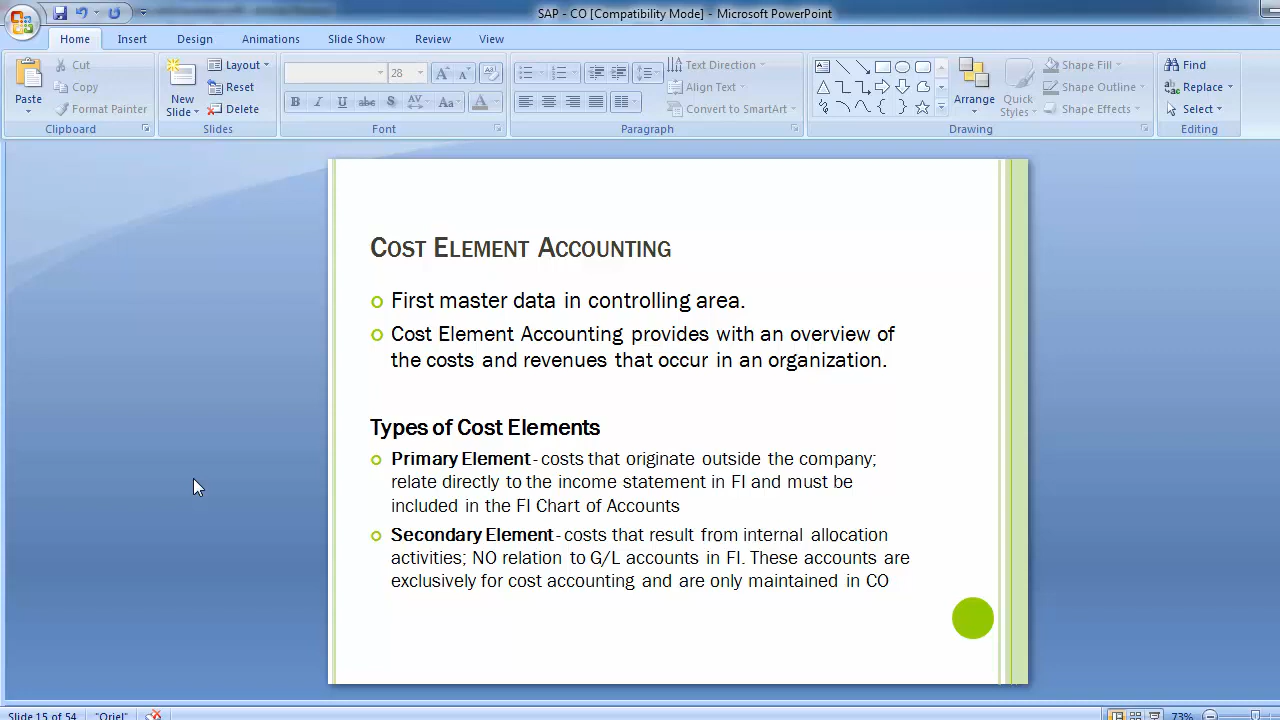 SAP - CO [Compatibility Mode] - Microsoft PowerPoint
Home Insert Design Animations Slide Show Review View
Cut Layout 28 Text Direction Shape Fill Find
Paste Copy New Slide Reset Align Text Arrange Quick Styles Shape Outline Replace
Format Painter Delete B I U abc AV Aa A Convert to SmartArt Shape Effects Select
Clipboard Slides Font Paragraph Drawing Editing
COST ELEMENT ACCOUNTING
First master data in controlling area.
Cost Element Accounting provides with an overview of
the costs and revenues that occur in an organization.
Types of Cost Elements
Primary Element - costs that originate outside the company;
relate directly to the income statement in FI and must be
included in the FI Chart of Accounts
Secondary Element - costs that result from internal allocation
activities; NO relation to G/L accounts in FI. These accounts are
exclusively for cost accounting and are only maintained in CO
Slide 15 of 54 "Oriel" 73%